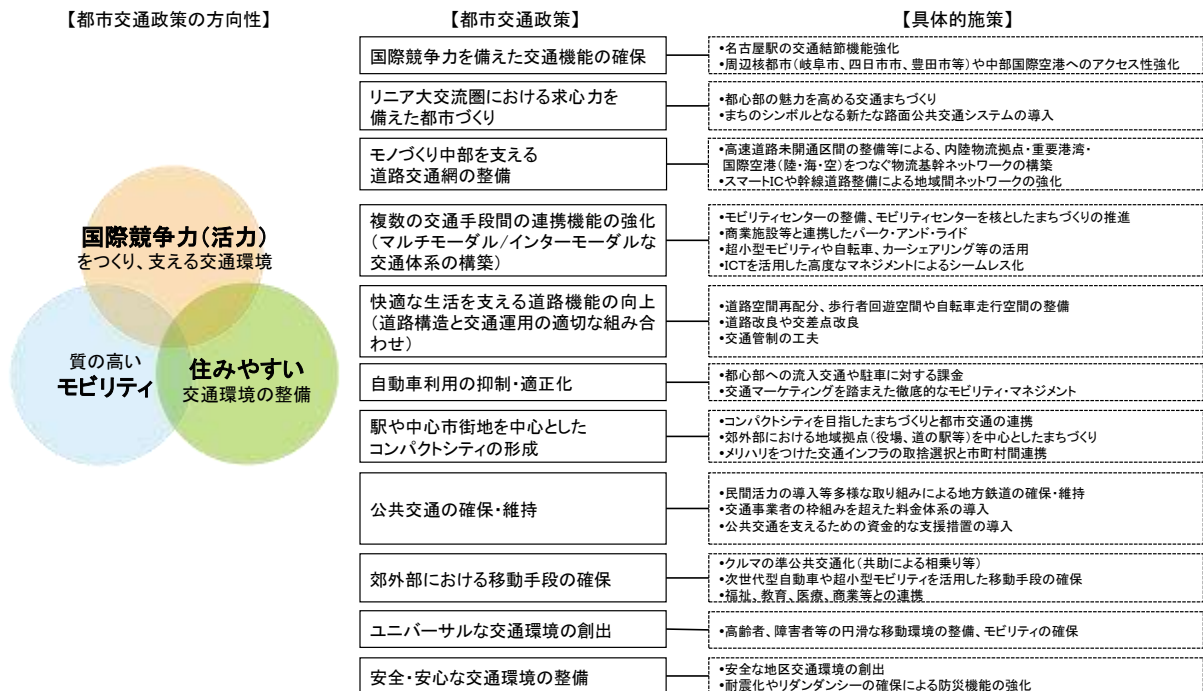 【都市交通政策の方向性】
【都市交通政策】
【具体的施策】
国際競争力(活力)
をつくり、支える交通環境
質の高い
モビリティ
住みやすい
交通環境の整備
国際競争力を備えた交通機能の確保
•名古屋駅の交通結節機能強化
•周辺核都市(岐阜市、四日市市、豊田市等)や中部国際空港へのアクセス性強化
リニア大交流圏における求心力を
備えた都市づくり
•都心部の魅力を高める交通まちづくり
•まちのシンボルとなる新たな路面公共交通システムの導入
モノづくり中部を支える
道路交通網の整備
•高速道路未開通区間の整備等による、内陸物流拠点・重要港湾・
国際空港(陸・海・空)をつなぐ物流基幹ネットワークの構築
•スマートICや幹線道路整備による地域間ネットワークの強化
複数の交通手段間の連携機能の強化
(マルチモーダル/インターモーダルな
交通体系の構築)
•モビリティセンターの整備、モビリティセンターを核としたまちづくりの推進
•商業施設等と連携したパーク・アンド・ライド
•超小型モビリティや自転車、カーシェアリング等の活用
•ICTを活用した高度なマネジメントによるシームレス化
快適な生活を支える道路機能の向上
(道路構造と交通運用の適切な組み合
わせ)
•道路空間再配分、歩行者回遊空間や自転車走行空間の整備
•道路改良や交差点改良
•交通管制の工夫
自動車利用の抑制・適正化
•都心部への流入交通や駐車に対する課金
•交通マーケティングを踏まえた徹底的なモビリティ・マネジメント
駅や中心市街地を中心とした
コンパクトシティの形成
•コンパクトシティを目指したまちづくりと都市交通の連携
•郊外部における地域拠点(役場、道の駅等)を中心としたまちづくり
•メリハリをつけた交通インフラの取捨選択と市町村間連携
公共交通の確保・維持
•民間活力の導入等多様な取り組みによる地方鉄道の確保・維持
•交通事業者の枠組みを超えた料金体系の導入
•公共交通を支えるための資金的な支援措置の導入
郊外部における移動手段の確保
•クルマの準公共交通化(共助による相乗り等)
•次世代型自動車や超小型モビリティを活用した移動手段の確保
•福祉、教育、医療、商業等との連携
ユニバーサルな交通環境の創出
•高齢者、障害者等の円滑な移動環境の整備、モビリティの確保
安全・安心な交通環境の整備
•安全な地区交通環境の創出
•耐震化やリダンダンシーの確保による防災機能の強化